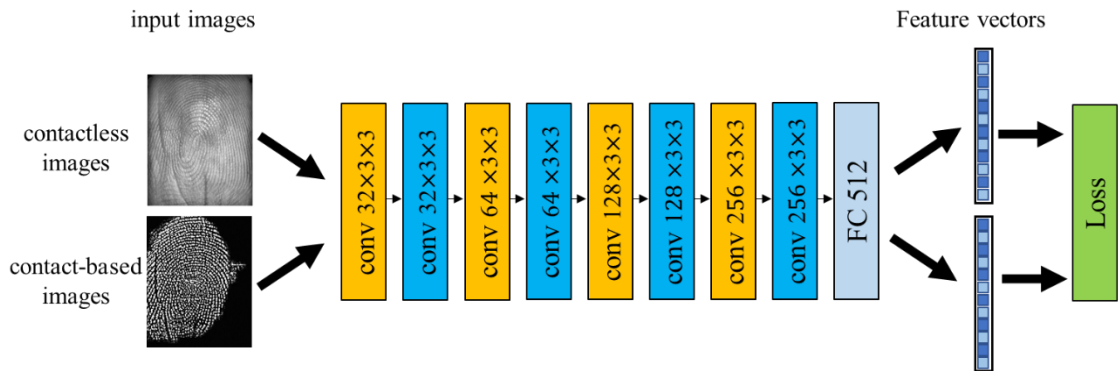 input images
Feature vectors
contactless
images
contact-based
images
conv 32×3×3
conv 32×3×3
conv 64 ×3×3
conv 64 ×3×3
conv 128×3×3
conv 128 ×3×3
conv 256 ×3×3
conv 256 ×3×3
FC 512
Loss